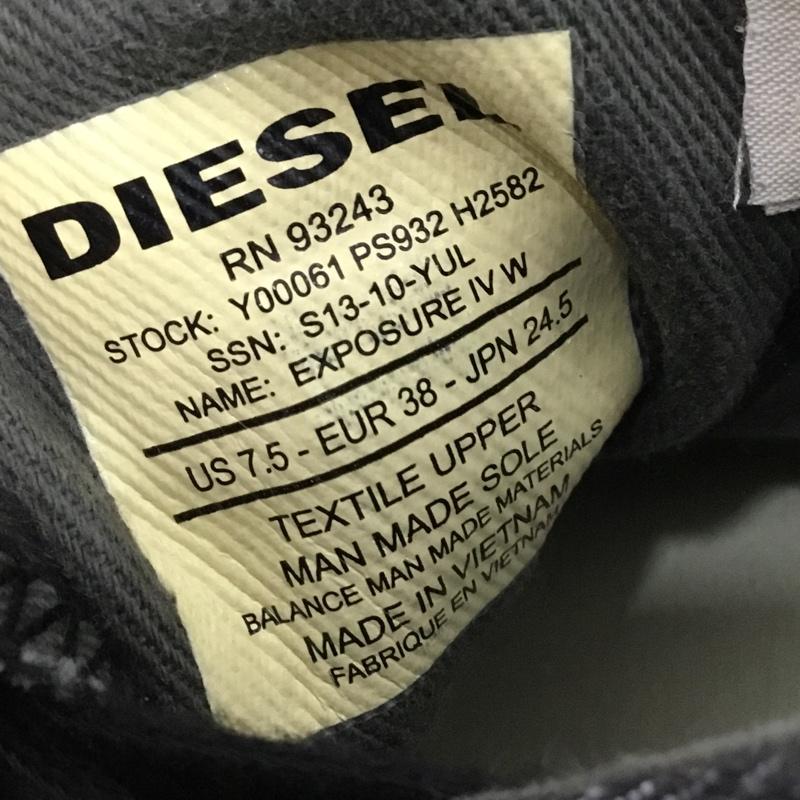 DIESEL
RN 93243
STOCK: Y00061 PS932 H2582
SSN: S13-10-YUL
NAME: EXPOSURE IV W
US 7.5 - EUR 38 - JPN 24.5
TEXTILE UPPER
MAN MADE SOLE
BALANCE MAN MADE MATERIALS
MADE IN VIETNAM
FABRIQUE EN VIETNAM